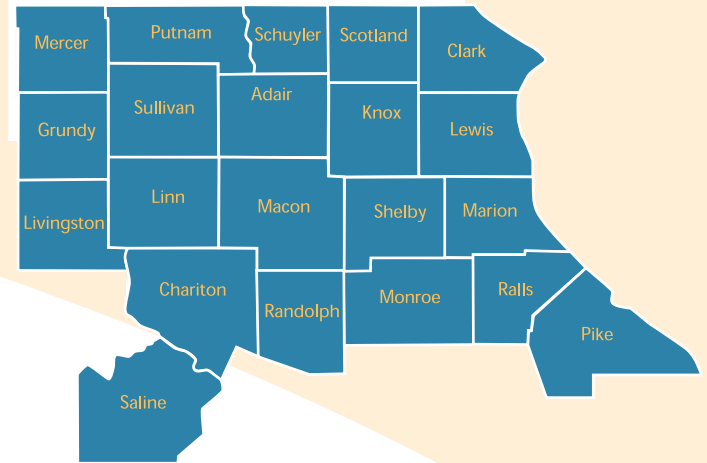 Mercer
Putnam
Schuyler
Scotland
Clark
Sullivan
Adair
Knox
Grundy
Lewis
Linn
Macon
Shelby
Marion
Livingston
Chariton
Randolph
Monroe
Ralls
Pike
Saline